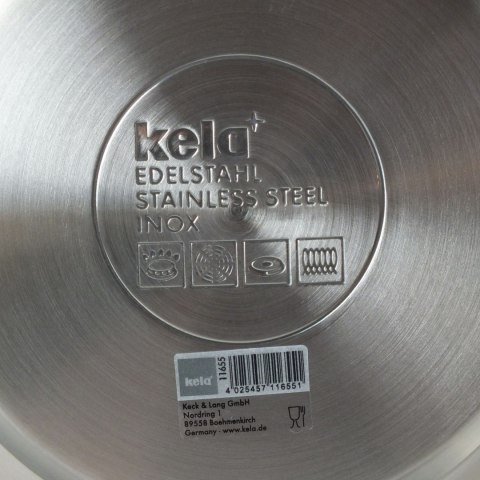 kela+
EDELSTAHL
STAINLESS STEEL
INOX
kela+
11655
4 025457 116551
Keck & Lang GmbH
Nordring 1
89558 Boehmenkirch
Germany · www.kela.de